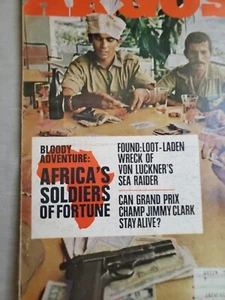 ARGOS
BLOODY
ADVENTURE:
AFRICA'S
SOLDIERS
OF FORTUNE
FOUND: LOOT-LADEN
WRECK OF
VON LUCKNER'S
SEA RAIDER
CAN GRAND PRIX
CHAMP JIMMY CLARK
STAY ALIVE?